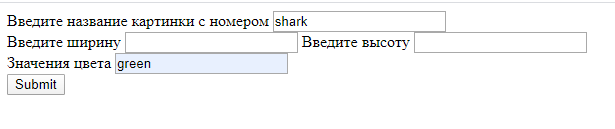 Введите название картинки с номером shark
Введите ширину Введите высоту
Значения цвета green
Submit